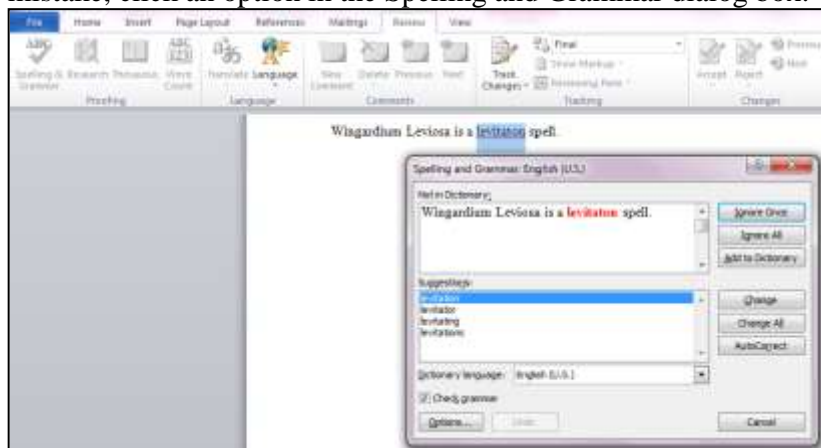 mistake, click an option in the Spelling and Grammar dialog box.
File Home Insert Page Layout References Mailings Review View
ABC ABC 123
Spelling & Grammar Research Thesaurus Word Count Translate Language New Comment Delete Previous Next Track Changes Final Show Markup Reviewing Pane Accept Reject Previous Next
Proofing Language Comments Tracking Changes
Wingardium Leviosa is a levitaton spell.
Spelling and Grammar: English (U.S.)
Not in Dictionary:
Wingardium Leviosa is a levitaton spell.
Ignore Once
Ignore All
Add to Dictionary
Suggestions:
levitation
levitator
levitating
levitations
Change
Change All
AutoCorrect
Dictionary language: English (U.S.)
Check grammar
Options... Undo Cancel